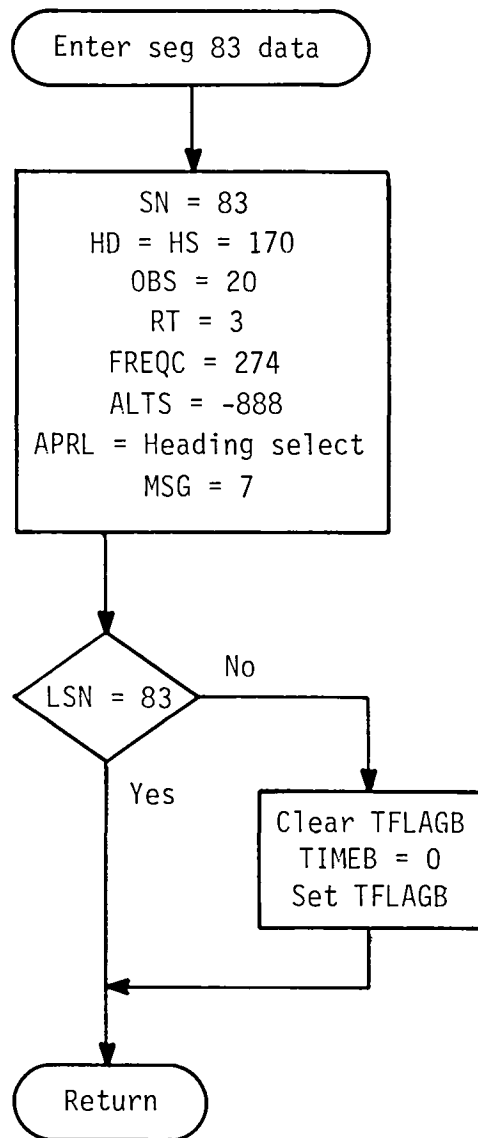 Enter seg 83 data
SN = 83
HD = HS = 170
OBS = 20
RT = 3
FREQC = 274
ALTS = -888
APRL = Heading select
MSG = 7
LSN = 83
No
Yes
Clear TFLAGB
TIMEB = 0
Set TFLAGB
Return